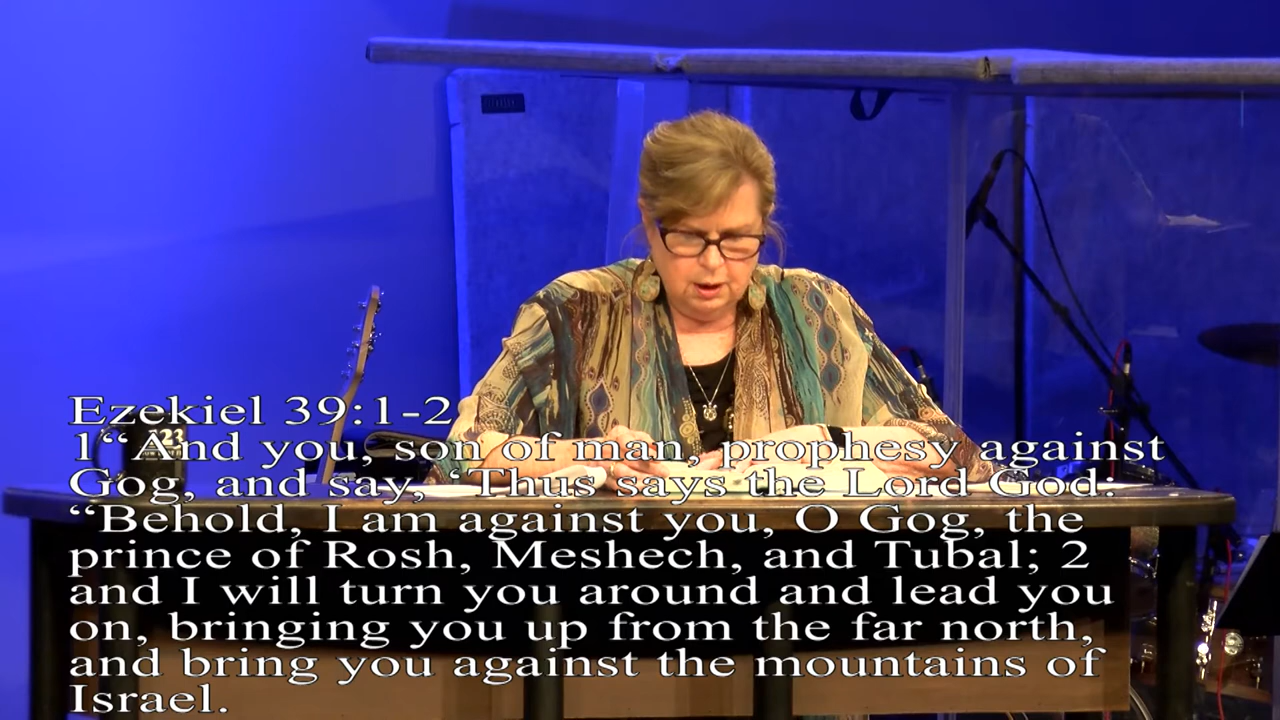 Ezekiel 39:1-2
1“And you, son of man, prophesy against
Gog, and say, ‘Thus says the Lord God:
“Behold, I am against you, O Gog, the
prince of Rosh, Meshech, and Tubal; 2
and I will turn you around and lead you
on, bringing you up from the far north,
and bring you against the mountains of
Israel.
23